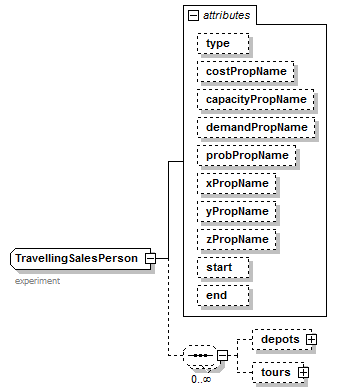 attributes
type
costPropName
capacityPropName
demandPropName
probPropName
xPropName
yPropName
zPropName
start
end
TravellingSalesPerson
experiment
depots
tours
0..∞